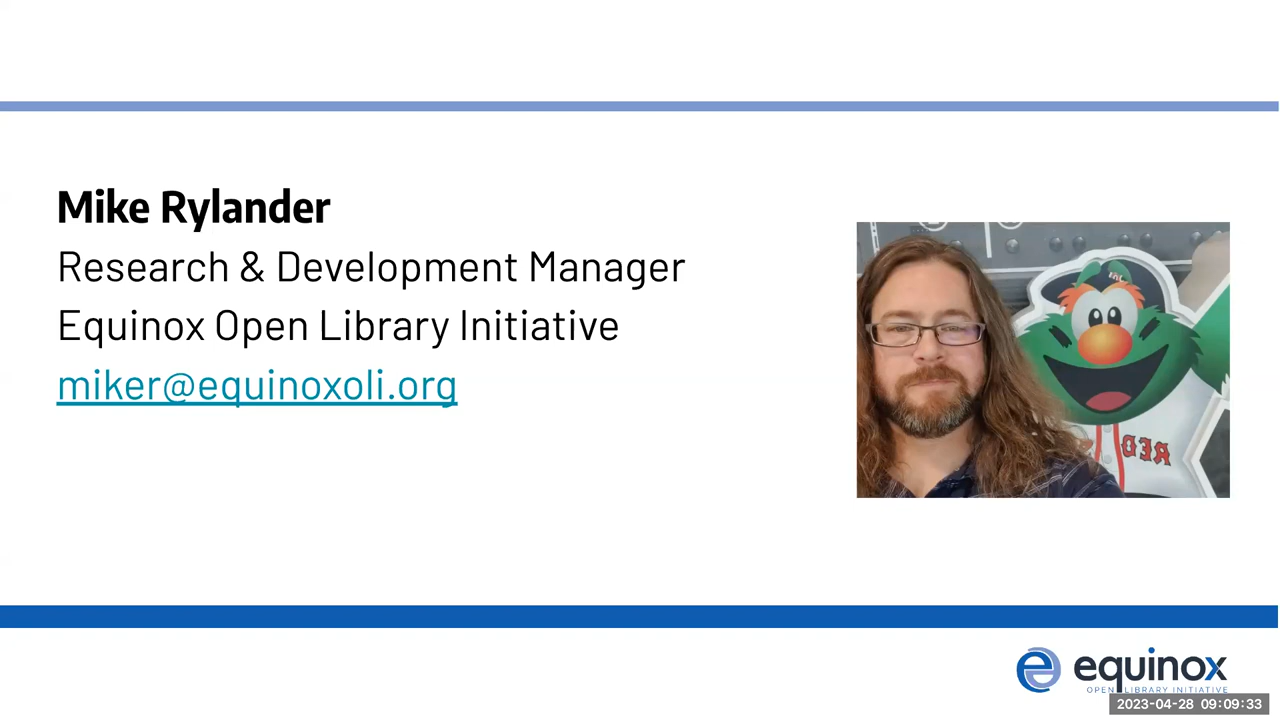 Mike Rylander
Research & Development Manager
Equinox Open Library Initiative
miker@equinoxoli.org
RED
equinox
OPEN LIBRARY INITIATIVE
2023-04-28 09:09:33